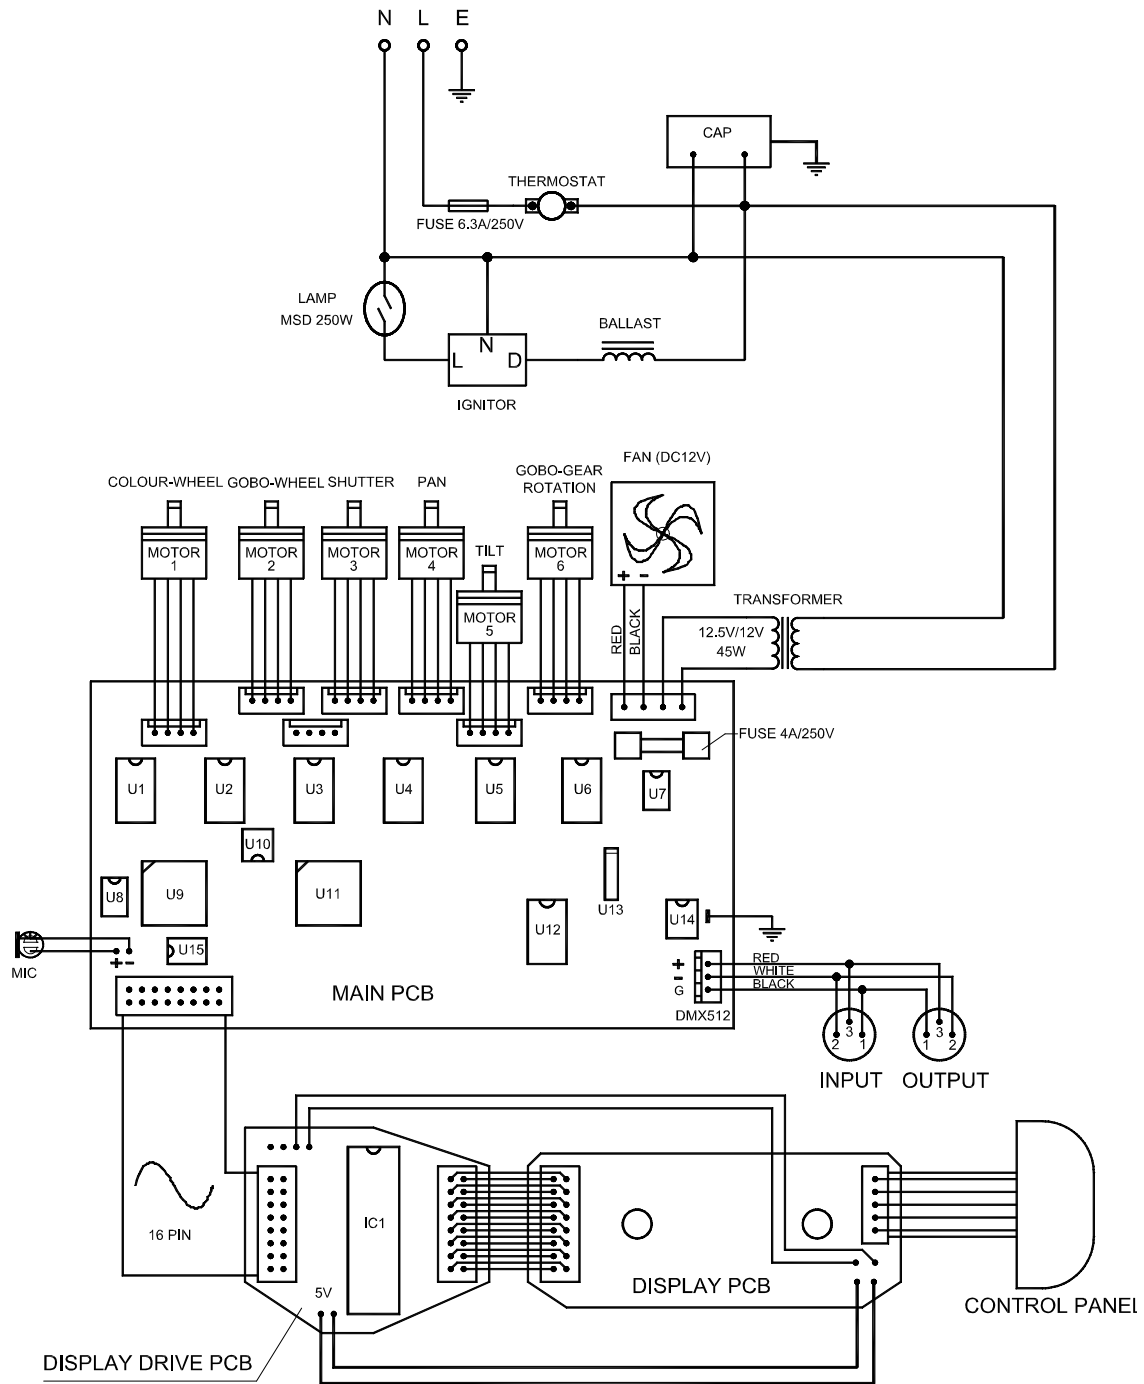 N L E
CAP
THERMOSTAT
FUSE 6.3A/250V
LAMP
MSD 250W
BALLAST
L N D
IGNITOR
COLOUR-WHEEL GOBO-WHEEL SHUTTER PAN
GOBO-GEAR
ROTATION
FAN (DC12V)
TILT
MOTOR
1
MOTOR
2
MOTOR
3
MOTOR
4
MOTOR
5
MOTOR
6
+ -
RED
BLACK
TRANSFORMER
12.5V/12V
45W
FUSE 4A/250V
U1 U2 U3 U4 U5 U6 U7
U10
U8 U9 U11 U12 U13 U14
U15
MIC
+ -
MAIN PCB
+
-
G
DMX512
RED
WHITE
BLACK
2 3 1
1 3 2
INPUT OUTPUT
16 PIN
IC1
5V
DISPLAY PCB
CONTROL PANEL
DISPLAY DRIVE PCB